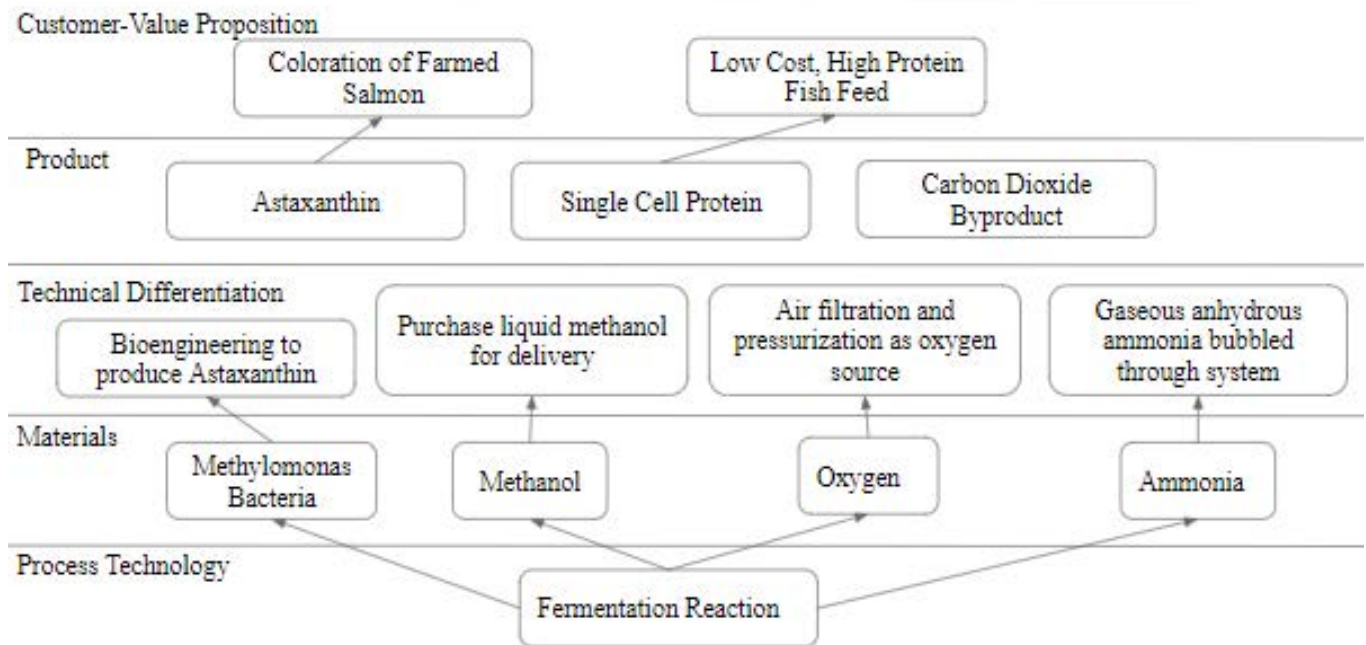 Customer-Value Proposition
Coloration of Farmed
Salmon
Low Cost, High Protein
Fish Feed
Product
Astaxanthin
Single Cell Protein
Carbon Dioxide
Byproduct
Technical Differentiation
Bioengineering to
produce Astaxanthin
Purchase liquid methanol
for delivery
Air filtration and
pressurization as oxygen
source
Gaseous anhydrous
ammonia bubbled
through system
Materials
Methylomonas
Bacteria
Methanol
Oxygen
Ammonia
Process Technology
Fermentation Reaction